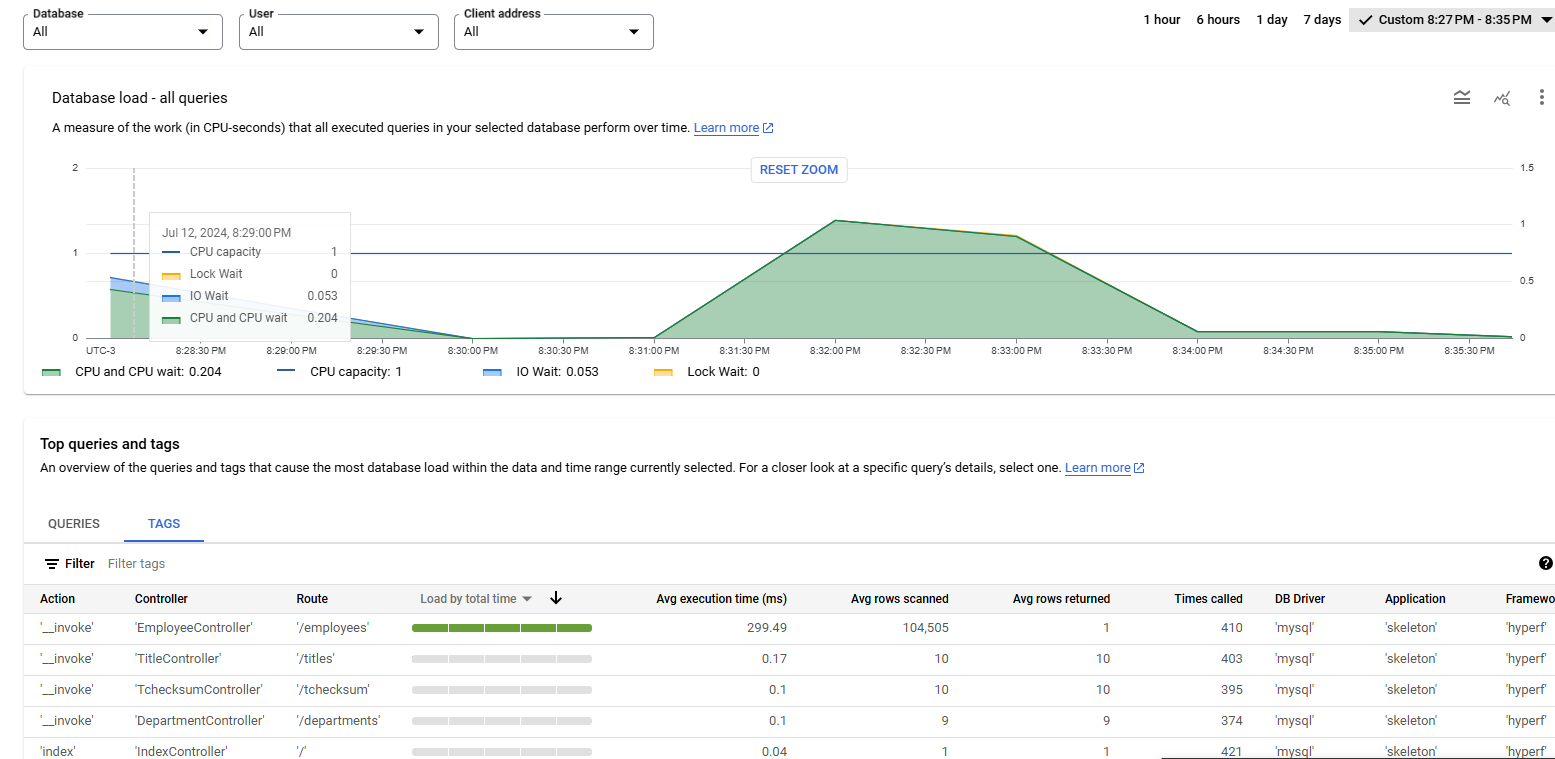 Database User Client address
All All All
1 hour 6 hours 1 day 7 days Custom 8:27 PM - 8:35 PM
Database load - all queries
A measure of the work (in CPU-seconds) that all executed queries in your selected database perform over time. Learn more
2 RESET ZOOM 1.5
Jul 12, 2024, 8:29:00 PM
1
CPU capacity 1
1
Lock Wait 0
0.5
IO Wait 0.053
CPU and CPU wait 0.204
0 0
UTC-3 8:28:30 PM 8:29:00 PM 8:29:30 PM 8:30:00 PM 8:30:30 PM 8:31:00 PM 8:31:30 PM 8:32:00 PM 8:32:30 PM 8:33:00 PM 8:33:30 PM 8:34:00 PM 8:34:30 PM 8:35:00 PM 8:35:30 PM
CPU and CPU wait: 0.204 CPU capacity: 1 IO Wait: 0.053 Lock Wait: 0
Top queries and tags
An overview of the queries and tags that cause the most database load within the data and time range currently selected. For a closer look at a specific query's details, select one. Learn more
QUERIES TAGS
Filter Filter tags
Action Controller Route Load by total time Avg execution time (ms) Avg rows scanned Avg rows returned Times called DB Driver Application Framewo
'__invoke' 'EmployeeController' '/employees' 299.49 104,505 1 410 'mysql' 'skeleton' 'hyperf'
'__invoke' 'TitleController' '/titles' 0.17 10 10 403 'mysql' 'skeleton' 'hyperf'
'__invoke' 'TchecksumController' '/tchecksum' 0.1 10 10 395 'mysql' 'skeleton' 'hyperf'
'__invoke' 'DepartmentController' '/departments' 0.1 9 9 374 'mysql' 'skeleton' 'hyperf'
'index' 'IndexController' '/' 0.04 1 1 421 'mysql' 'skeleton' 'hyperf'